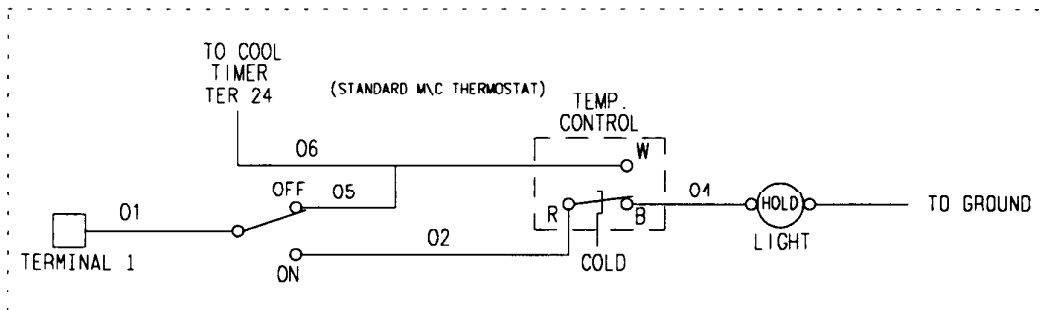 TO COOL
TIMER
TER 24
(STANDARD M\C THERMOSTAT)
TEMP.
CONTROL
06
W
OFF
05
01
R
B
04
HOLD
TO GROUND
02
LIGHT
TERMINAL 1
ON
COLD